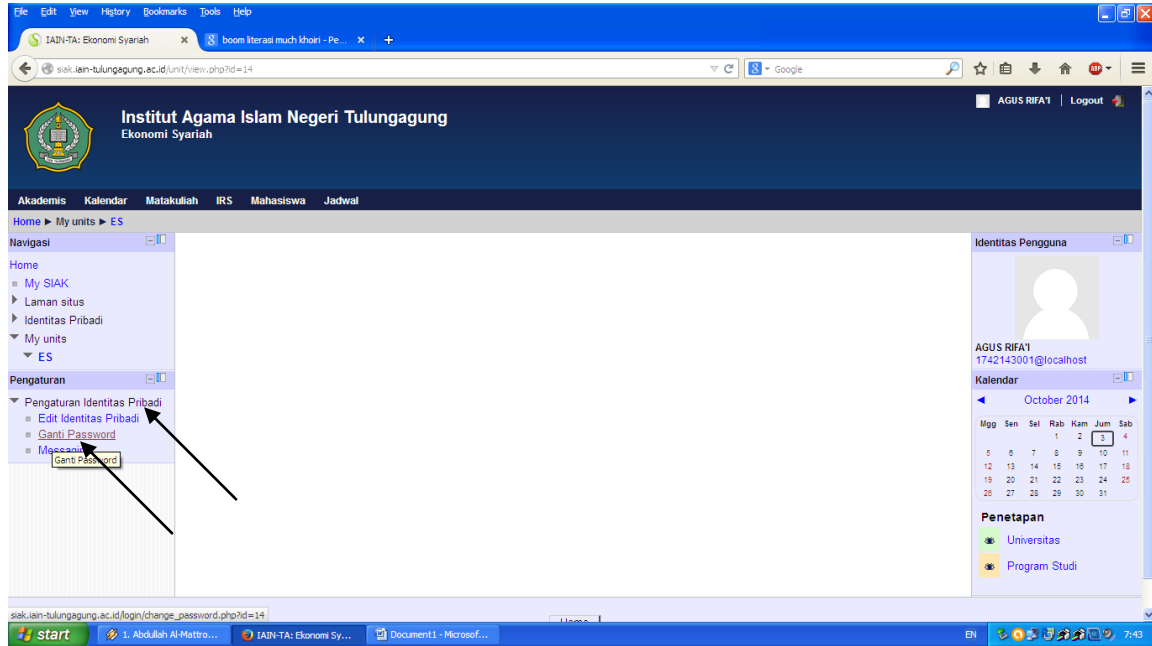 File Edit View History Bookmarks Tools Help
IAIN-TA: Ekonomi Syariah × boom literasi much khoiri - Pe... × +
siak.iain-tulungagung.ac.id/unit/view.php?id=14 Google ABP
AGUS RIFA'I | Logout
Institut Agama Islam Negeri Tulungagung
Ekonomi Syariah
Akademis Kalendar Matakuliah IRS Mahasiswa Jadwal
Home ► My units ► ES
Navigasi
Home
My SIAK
Laman situs
Identitas Pribadi
My units
ES
Pengaturan
Pengaturan Identitas Pribadi
Edit Identitas Pribadi
Ganti Password
Messaging
Ganti Password
Identitas Pengguna
AGUS RIFA'I
1742143001@localhost
Kalendar
◄ October 2014 ►
Mgg Sen Sel Rab Kam Jum Sab
1 2 3 4
5 6 7 8 9 10 11
12 13 14 15 16 17 18
19 20 21 22 23 24 25
26 27 28 29 30 31
Penetapan
Universitas
Program Studi
siak.iain-tulungagung.ac.id/login/change_password.php?id=14
Home
start 1. Abdullah Al-Mattro... IAIN-TA: Ekonomi Sy... Document1 - Microsof... EN 7:43